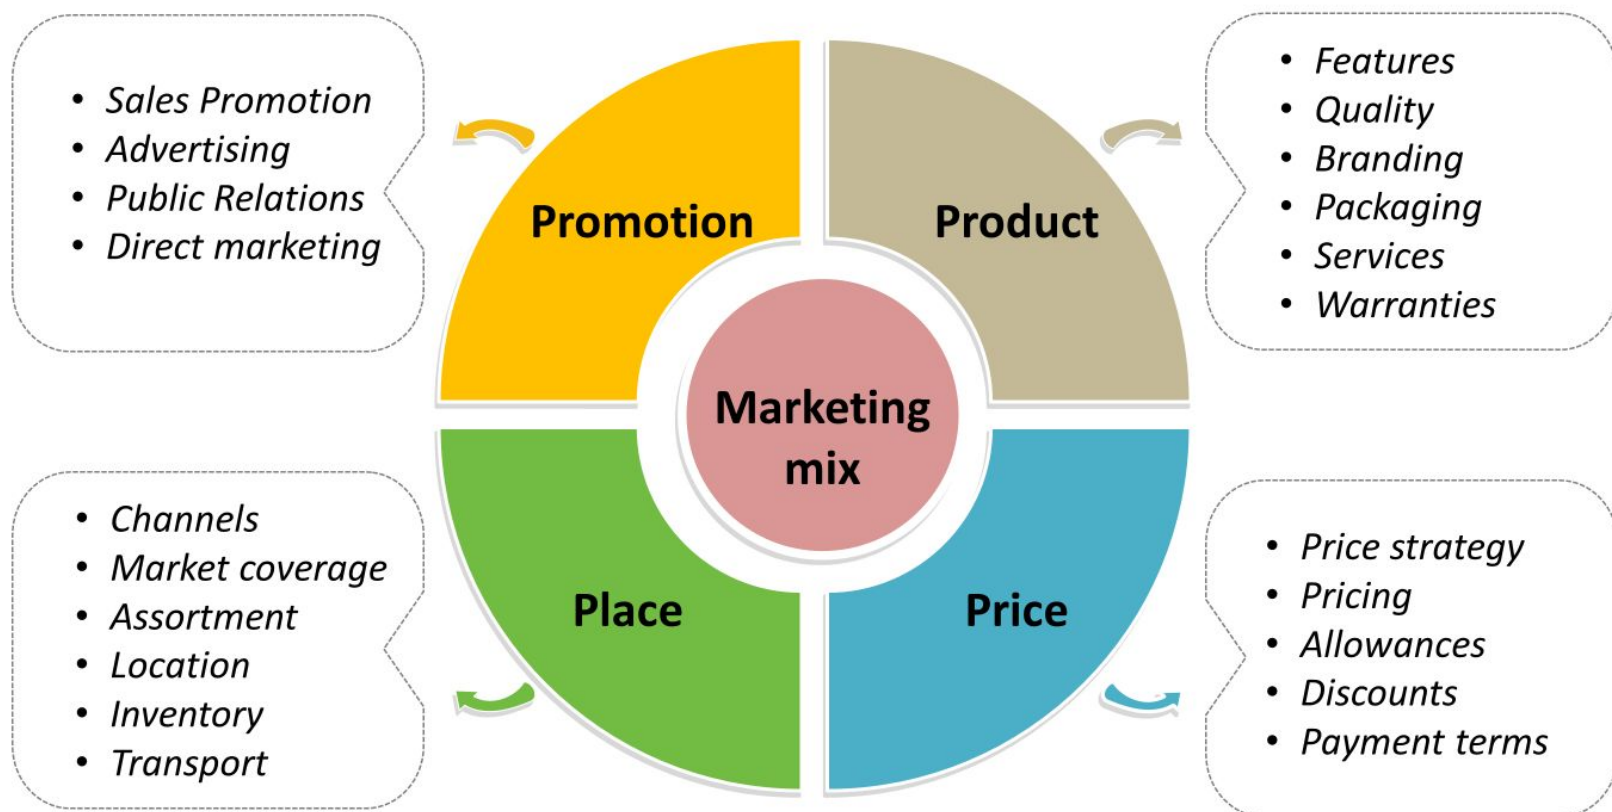 • Sales Promotion
• Advertising
• Public Relations
• Direct marketing
Promotion
Product
• Features
• Quality
• Branding
• Packaging
• Services
• Warranties
Marketing
mix
• Channels
• Market coverage
• Assortment
• Location
• Inventory
• Transport
Place
Price
• Price strategy
• Pricing
• Allowances
• Discounts
• Payment terms